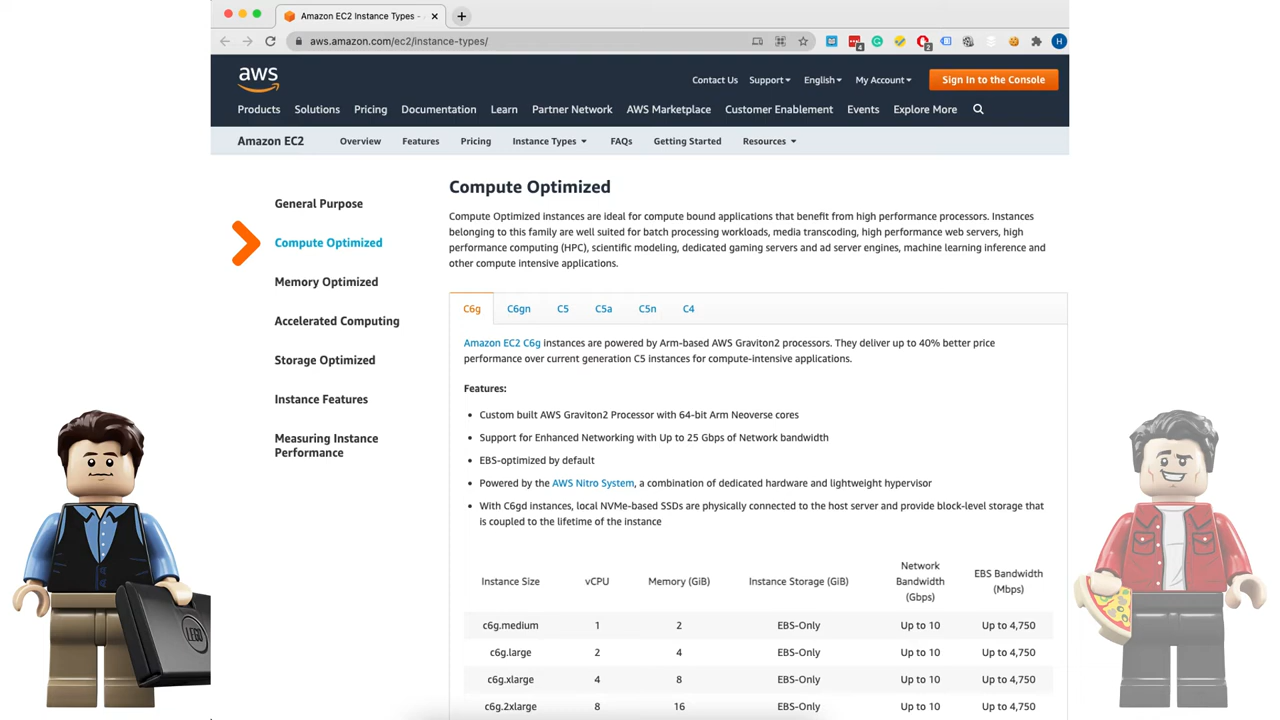 Amazon EC2 Instance Types -
aws.amazon.com/ec2/instance-types/
4
2
H
aws
Contact Us Support English My Account Sign In to the Console
Products Solutions Pricing Documentation Learn Partner Network AWS Marketplace Customer Enablement Events Explore More
Amazon EC2 Overview Features Pricing Instance Types FAQs Getting Started Resources
General Purpose
Compute Optimized
Memory Optimized
Accelerated Computing
Storage Optimized
Instance Features
Measuring Instance
Performance
Compute Optimized
Compute Optimized instances are ideal for compute bound applications that benefit from high performance processors. Instances
belonging to this family are well suited for batch processing workloads, media transcoding, high performance web servers, high
performance computing (HPC), scientific modeling, dedicated gaming servers and ad server engines, machine learning inference and
other compute intensive applications.
C6g C6gn C5 C5a C5n C4
Amazon EC2 C6g instances are powered by Arm-based AWS Graviton2 processors. They deliver up to 40% better price
performance over current generation C5 instances for compute-intensive applications.
Features:
• Custom built AWS Graviton2 Processor with 64-bit Arm Neoverse cores
• Support for Enhanced Networking with Up to 25 Gbps of Network bandwidth
• EBS-optimized by default
• Powered by the AWS Nitro System, a combination of dedicated hardware and lightweight hypervisor
• With C6gd instances, local NVMe-based SSDs are physically connected to the host server and provide block-level storage that
is coupled to the lifetime of the instance
Instance Size vCPU Memory (GiB) Instance Storage (GiB) Network Bandwidth (Gbps) EBS Bandwidth (Mbps)
c6g.medium 1 2 EBS-Only Up to 10 Up to 4,750
c6g.large 2 4 EBS-Only Up to 10 Up to 4,750
c6g.xlarge 4 8 EBS-Only Up to 10 Up to 4,750
c6g.2xlarge 8 16 EBS-Only Up to 10 Up to 4,750
LEGO